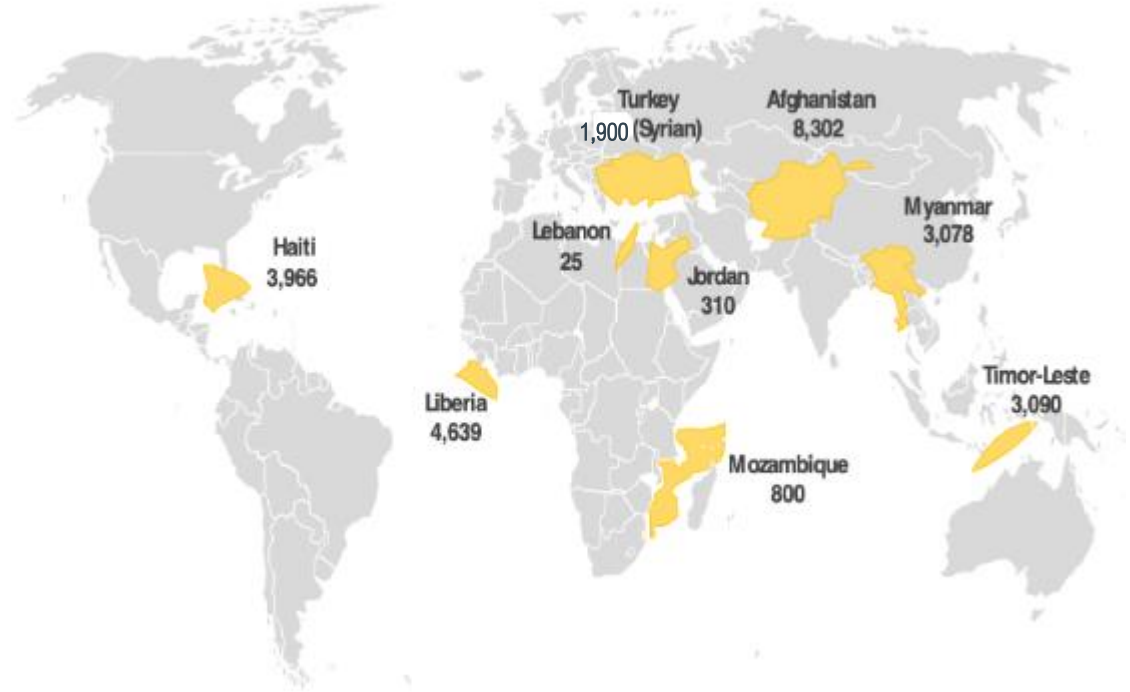 Turkey
1,900 (Syrian)
Afghanistan
8,302
Myanmar
3,078
Lebanon
25
Haiti
3,966
Jordan
310
Timor-Leste
3,090
Liberia
4,639
Mozambique
800